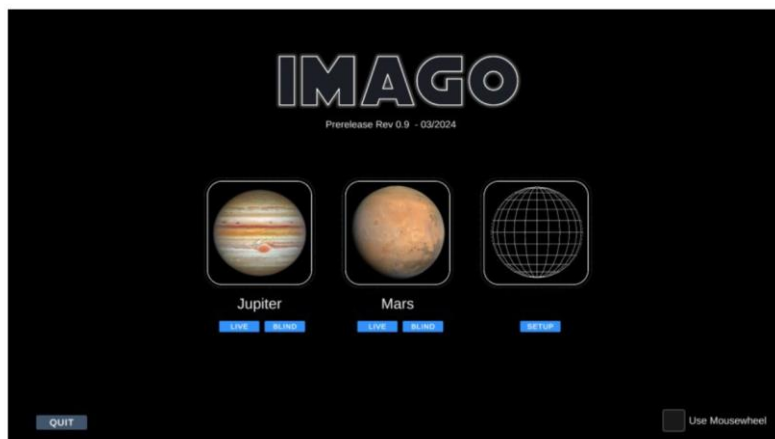 IMAGO
Prerelease Rev 0.9 - 03/2024
Jupiter
Mars
LIVE BLIND
LIVE BLIND
SETUP
QUIT
Use Mousewheel